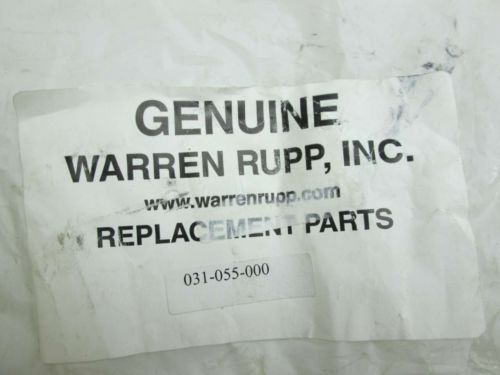 GENUINE
WARREN RUPP, INC.
www.warrenrupp.com
REPLACEMENT PARTS
031-055-000